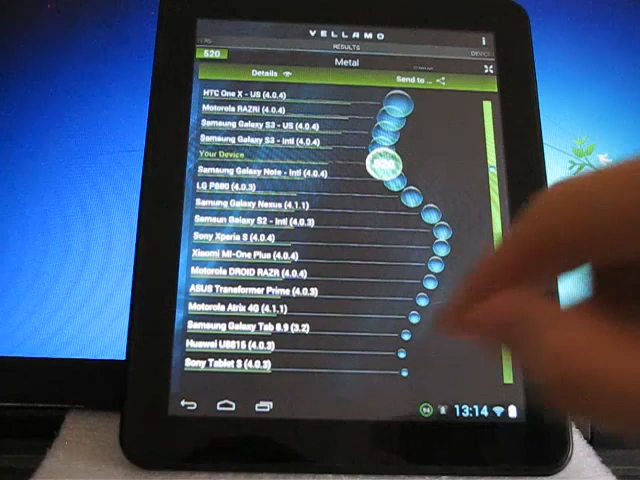 VELLAMO
RESULTS
520
Metal
Details
Send to ...
HTC One X - US (4.0.4)
Motorola RAZRi (4.0.4)
Samsung Galaxy S3 - US (4.0.4)
Samsung Galaxy S3 - Intl (4.0.4)
Your Device
Samsung Galaxy Note - Intl (4.0.4)
LG P880 (4.0.3)
Samsung Galaxy Nexus (4.1.1)
Samsun Galaxy S2 - Intl (4.0.3)
Sony Xperia S (4.0.4)
Xiaomi MI-One Plus (4.0.4)
Motorola DROID RAZR (4.0.4)
ASUS Transformer Prime (4.0.3)
Motorola Atrix 4G (4.1.1)
Samsung Galaxy Tab 8.9 (3.2)
Huawei U8815 (4.0.3)
Sony Tablet S (4.0.3)
13:14